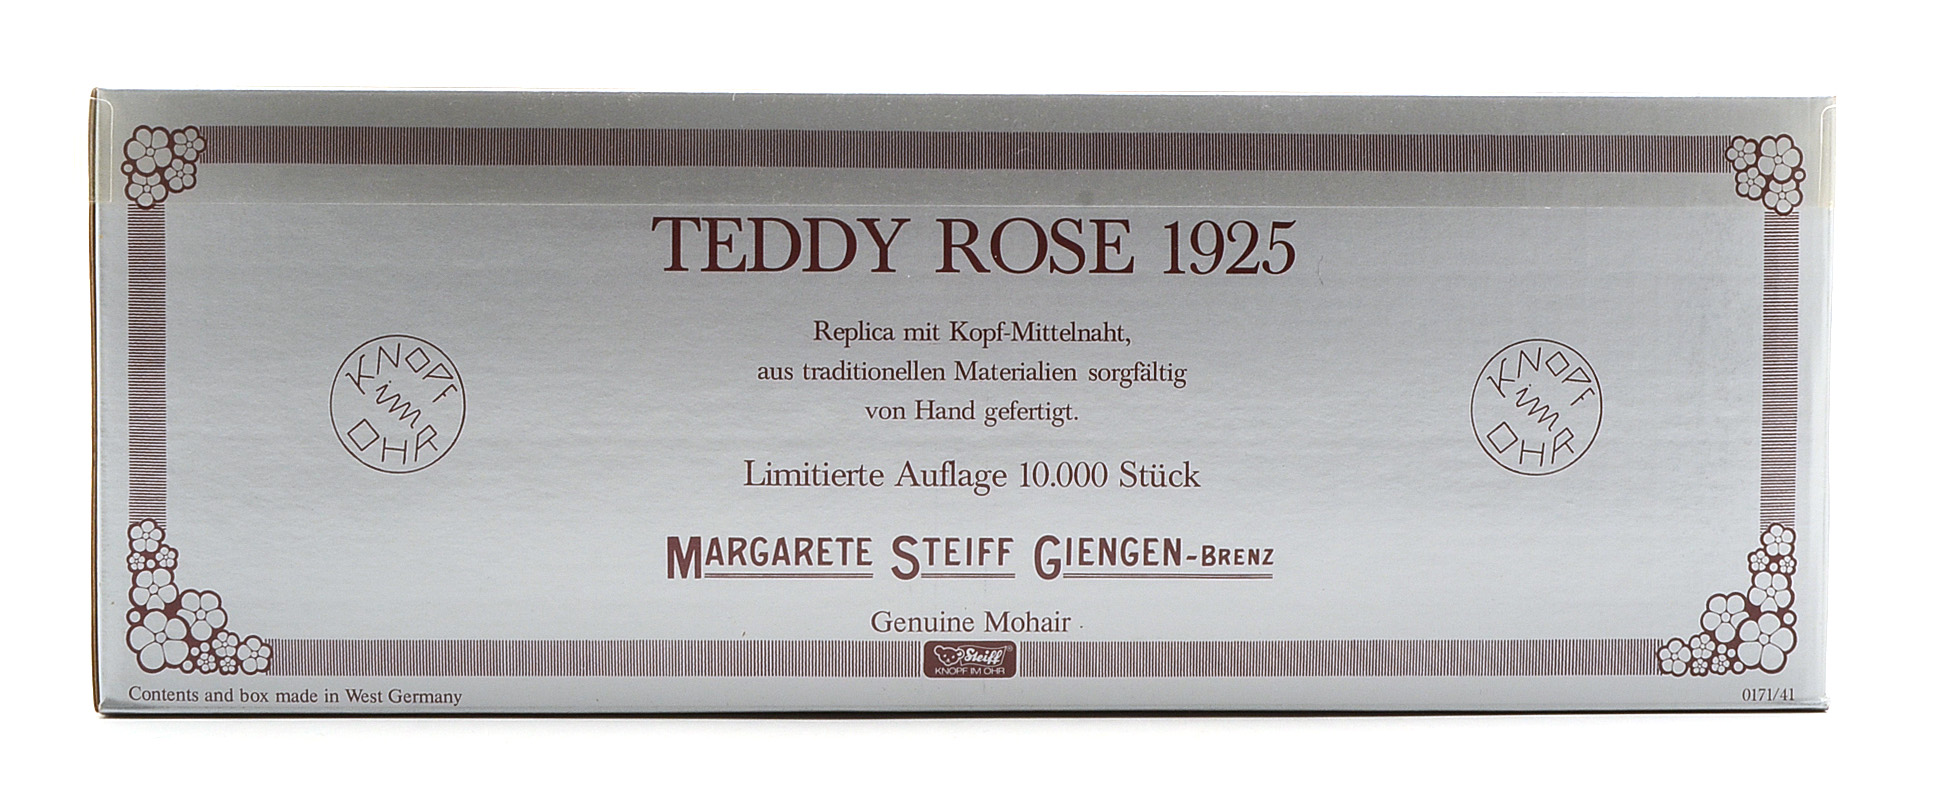 TEDDY ROSE 1925
Replica mit Kopf-Mittelnaht,
aus traditionellen Materialien sorgfältig
von Hand gefertigt.
KNOPF
im
OHR
KNOPF
im
OHR
Limitierte Auflage 10.000 Stück
MARGARETE STEIFF GIENGEN-BRENZ
Genuine Mohair
Steiff®
KNOPF IM OHR
Contents and box made in West Germany
0171/41